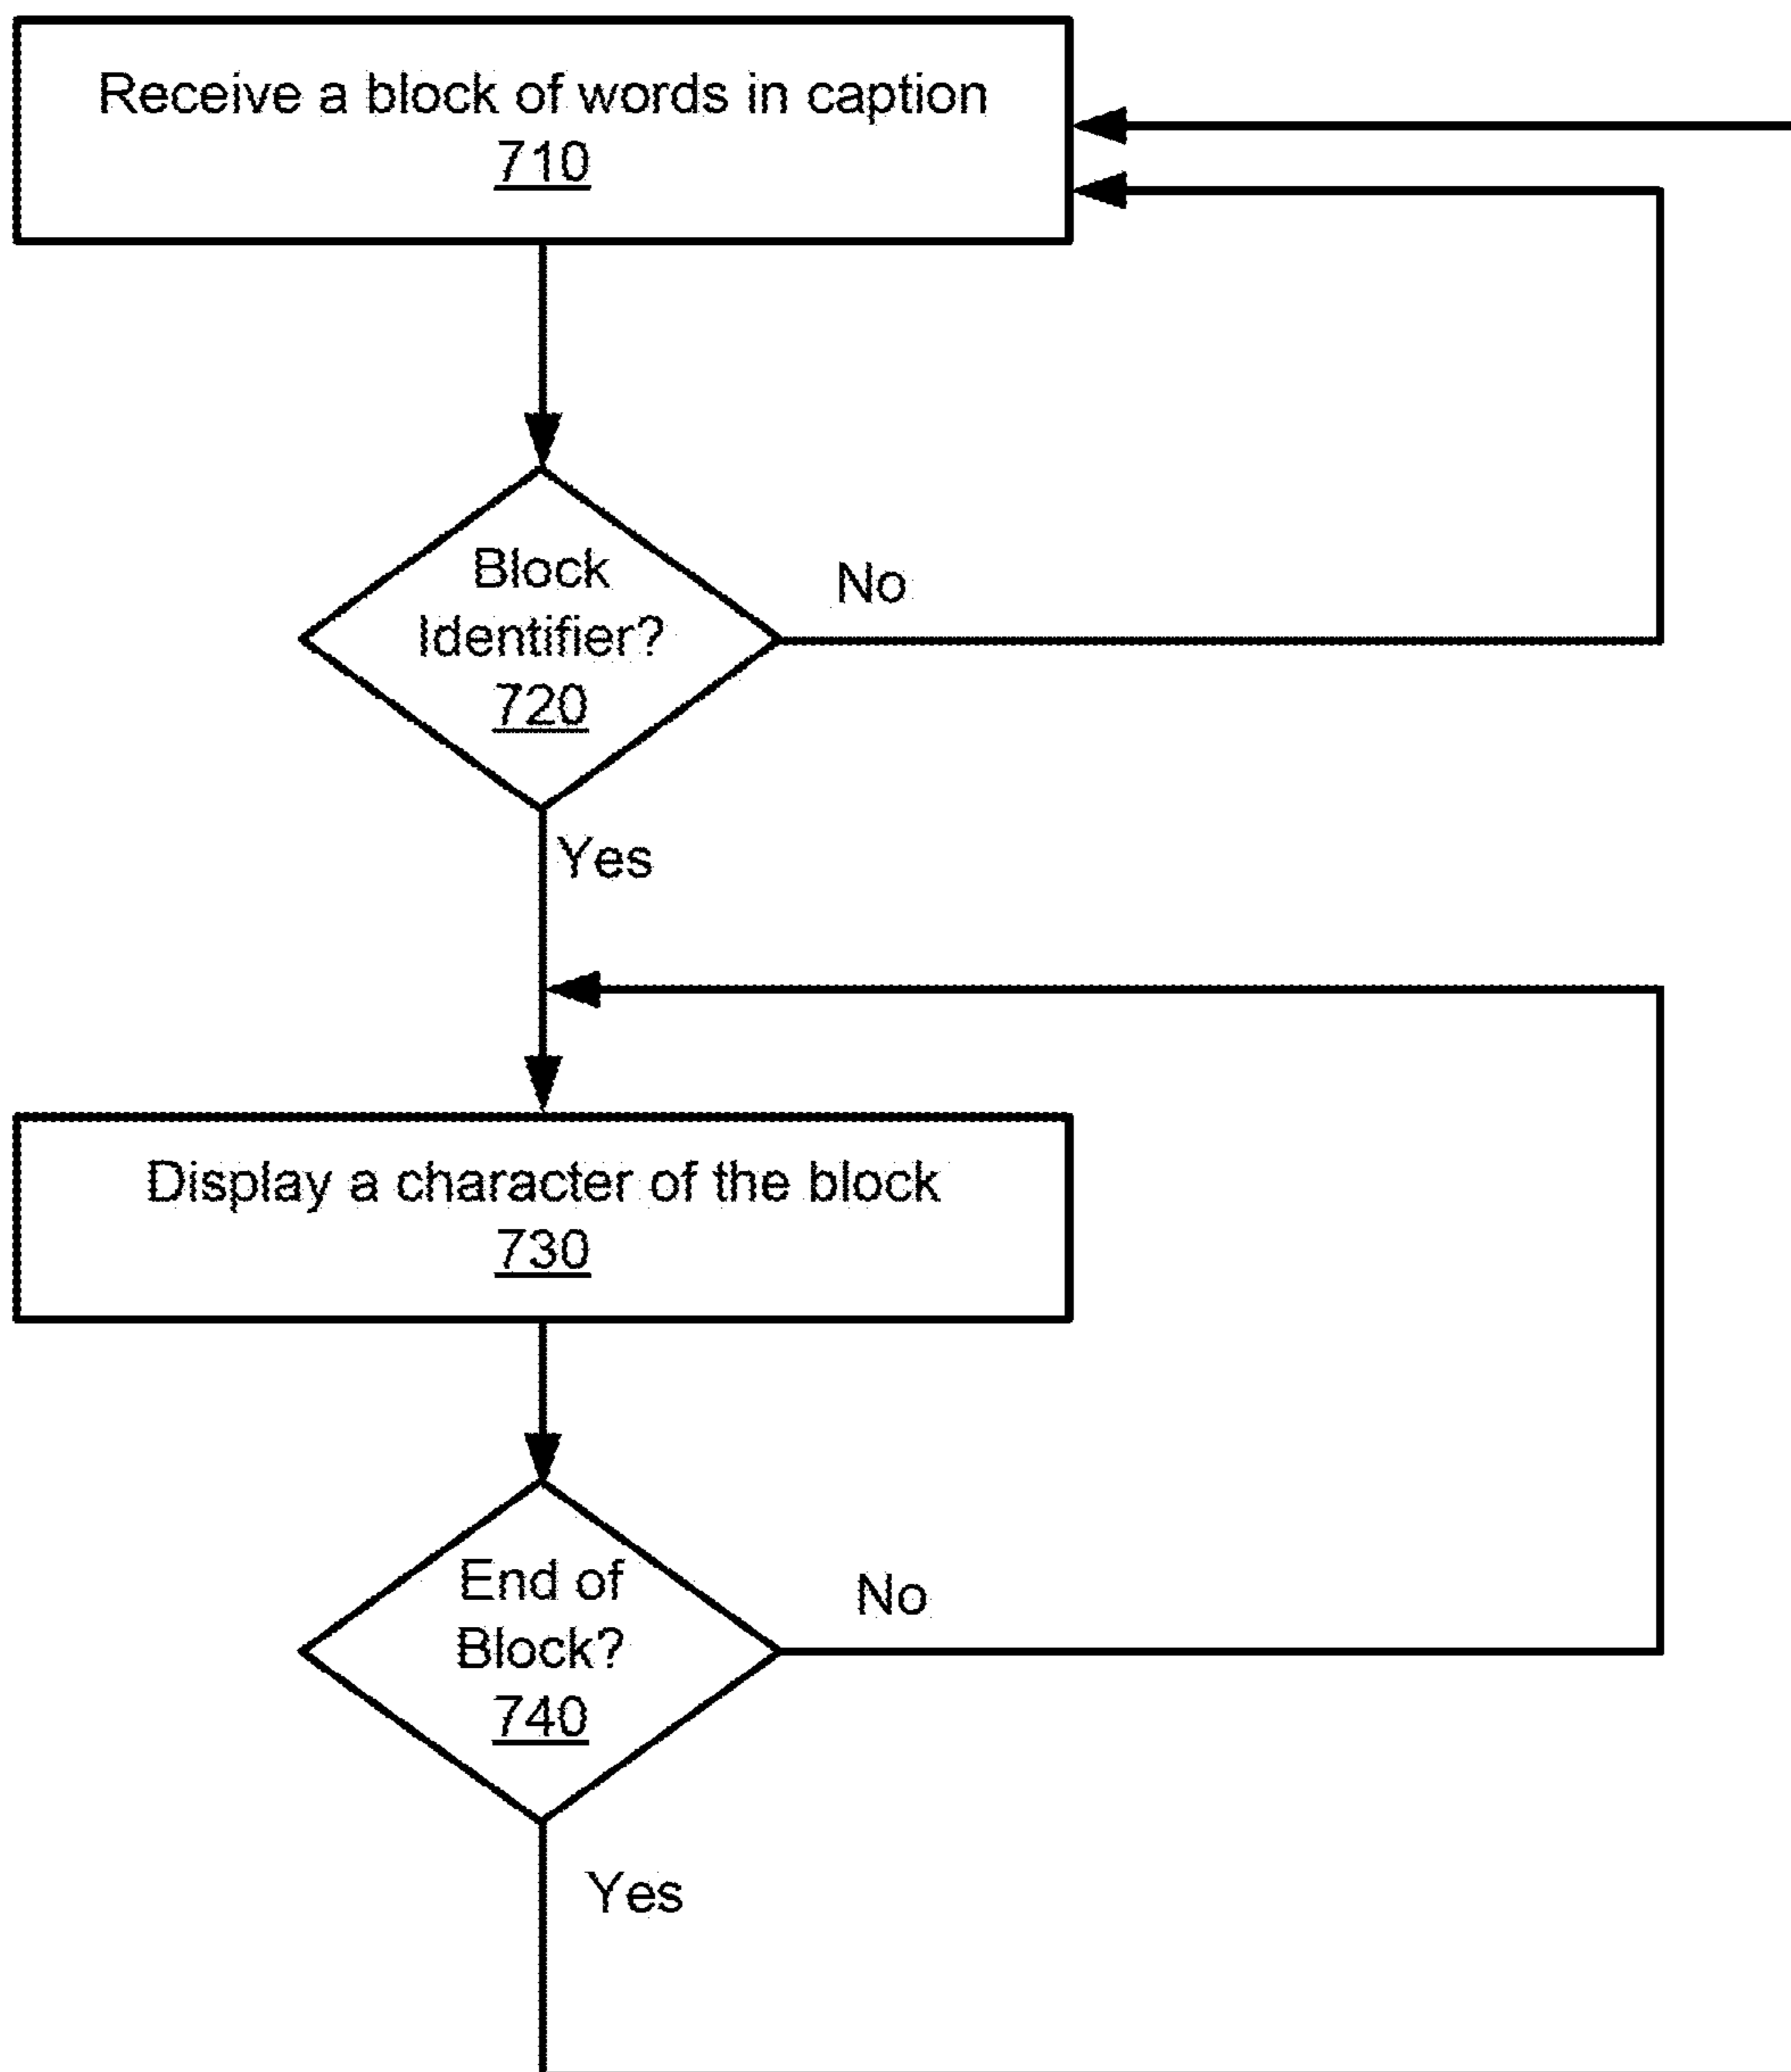 Receive a block of words in caption
710
Block
Identifier?
720
No
Yes
Display a character of the block
730
End of
Block?
740
No
Yes